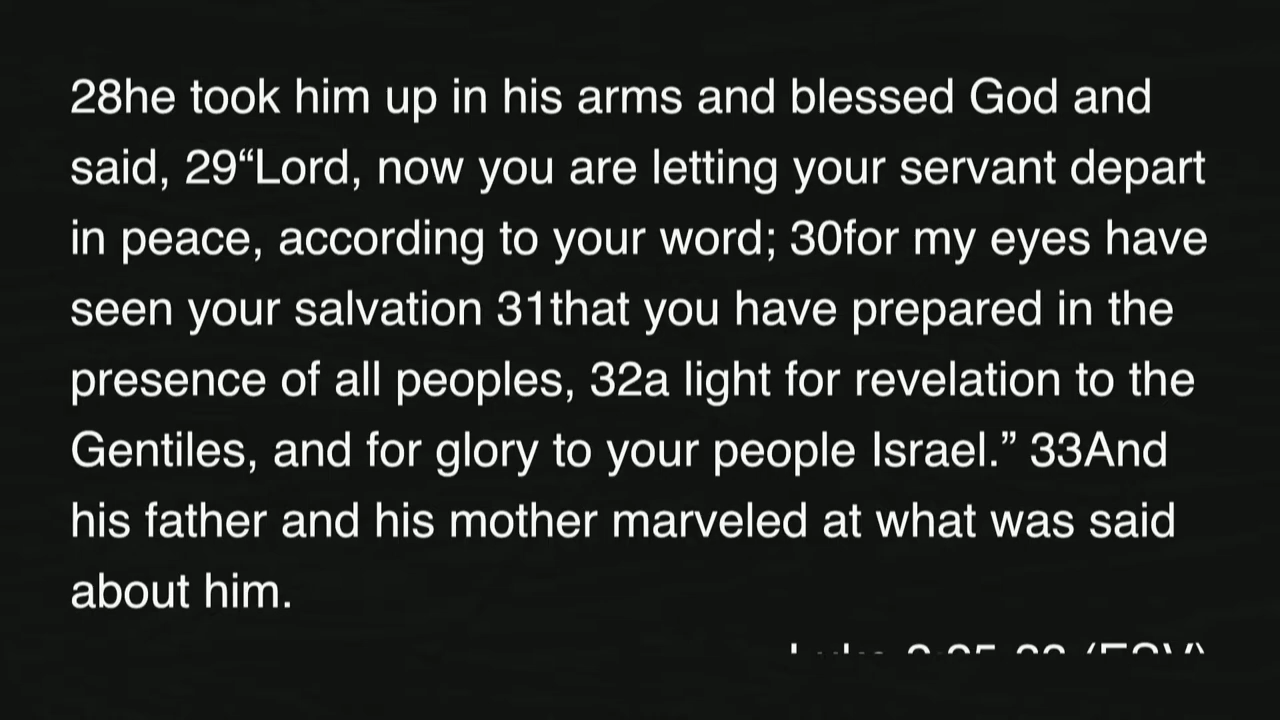 28he took him up in his arms and blessed God and
said, 29“Lord, now you are letting your servant depart
in peace, according to your word; 30for my eyes have
seen your salvation 31that you have prepared in the
presence of all peoples, 32a light for revelation to the
Gentiles, and for glory to your people Israel.” 33And
his father and his mother marveled at what was said
about him.